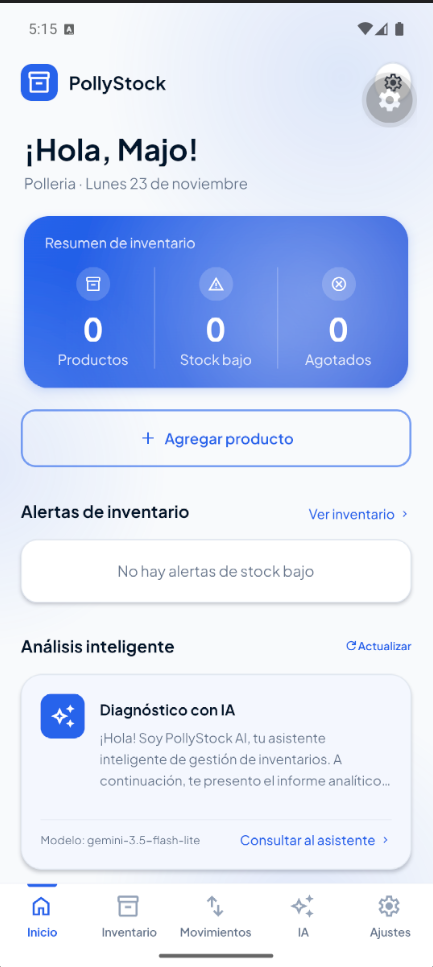 5:15 A
PollyStock
¡Hola, Majo!
Polleria · Lunes 23 de noviembre
Resumen de inventario
0 0 0
Productos Stock bajo Agotados
+ Agregar producto
Alertas de inventario Ver inventario >
No hay alertas de stock bajo
Análisis inteligente Actualizar
Diagnóstico con IA
¡Hola! Soy PollyStock AI, tu asistente
inteligente de gestión de inventarios. A
continuación, te presento el informe analítico...
Modelo: gemini-3.5-flash-lite Consultar al asistente >
Inicio Inventario Movimientos IA Ajustes